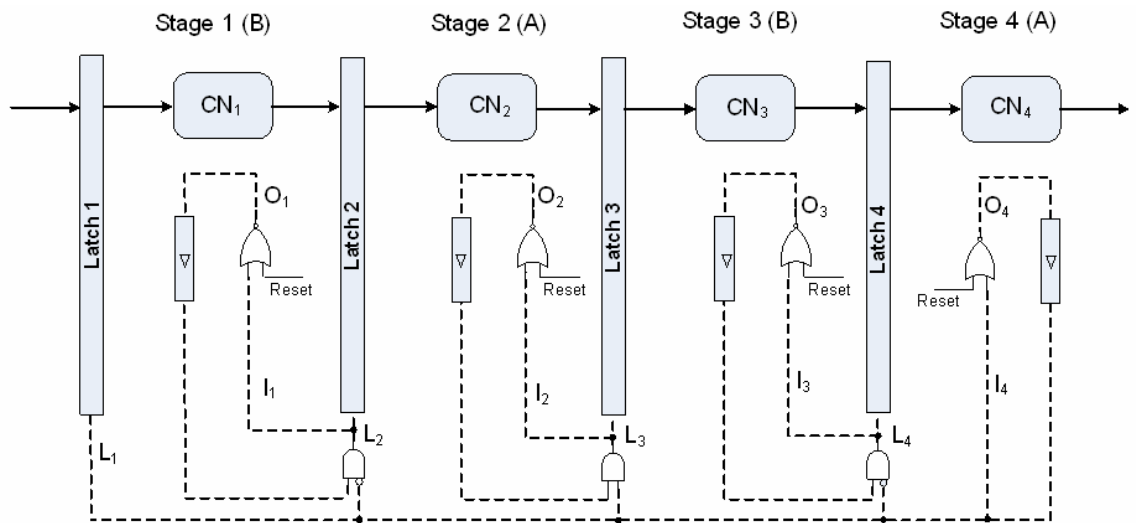 Stage 1 (B)
Stage 2 (A)
Stage 3 (B)
Stage 4 (A)
CN₁
CN₂
CN₃
CN₄
Latch 1
Latch 2
Latch 3
Latch 4
O₁
O₂
O₃
O₄
Reset
Reset
Reset
Reset
I₁
I₂
I₃
I₄
L₁
L₂
L₃
L₄